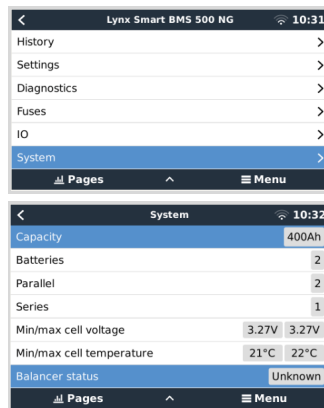 Lynx Smart BMS 500 NG 10:31
History
Settings
Diagnostics
Fuses
IO
System
Pages Menu
System 10:32
Capacity 400Ah
Batteries 2
Parallel 2
Series 1
Min/max cell voltage 3.27V 3.27V
Min/max cell temperature 21°C 22°C
Balancer status Unknown
Pages Menu